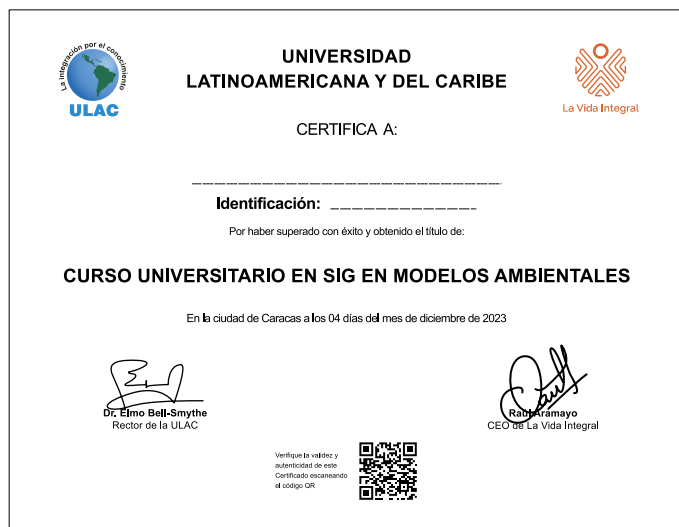 La integración por el conocimiento
ULAC
UNIVERSIDAD
LATINOAMERICANA Y DEL CARIBE
La Vida Integral
CERTIFICA A:
Identificación:
Por haber superado con éxito y obtenido el título de:
CURSO UNIVERSITARIO EN SIG EN MODELOS AMBIENTALES
En la ciudad de Caracas a los 04 días del mes de diciembre de 2023
Dr. Elmo Bell-Smythe
Rector de la ULAC
Raúl Aramayo
CEO de La Vida Integral
Verifique la validez y
autenticidad de este
Certificado escaneando
el código QR